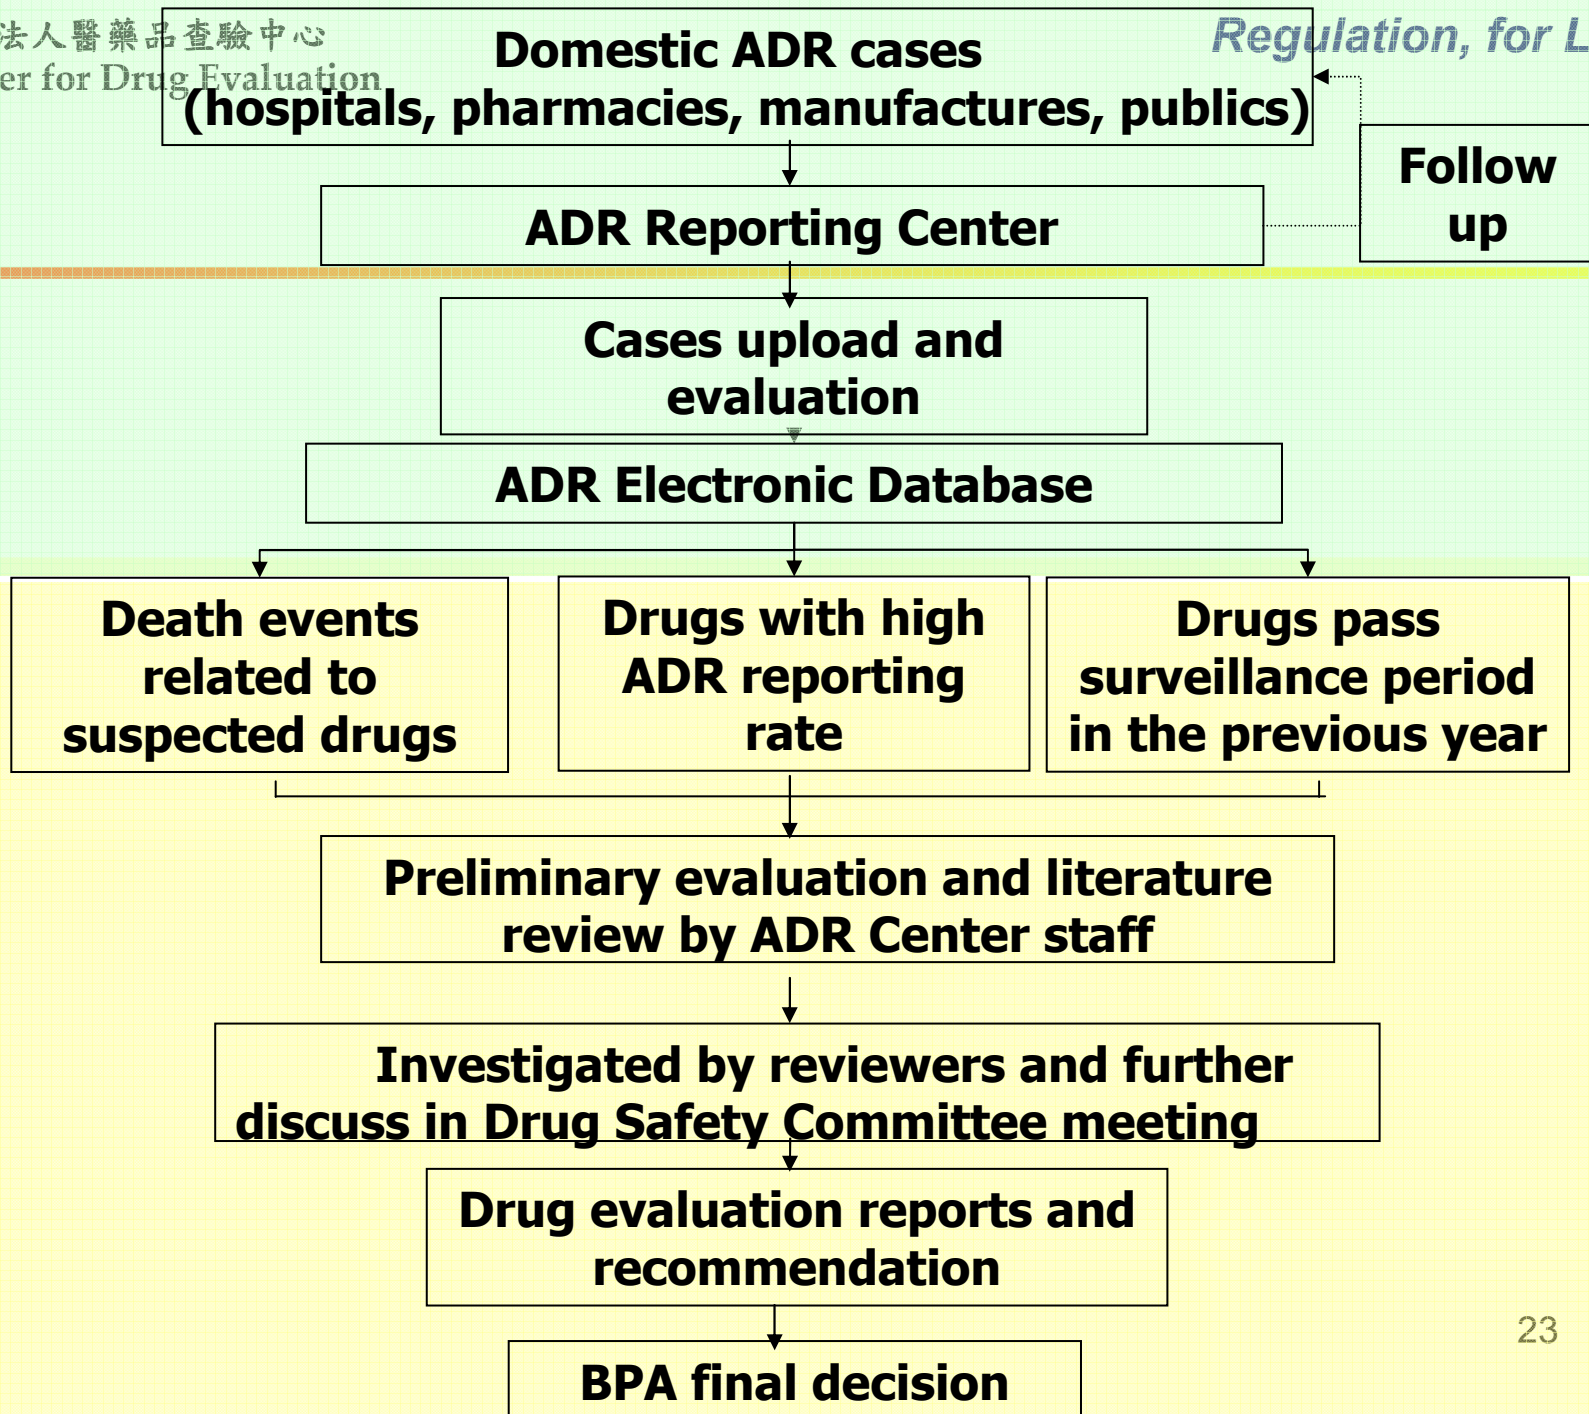 法人醫藥品查驗中心
er for Drug Evaluation
Regulation, for L
Domestic ADR cases
(hospitals, pharmacies, manufactures, publics)
Follow
up
ADR Reporting Center
Cases upload and
evaluation
ADR Electronic Database
Death events
related to
suspected drugs
Drugs with high
ADR reporting
rate
Drugs pass
surveillance period
in the previous year
Preliminary evaluation and literature
review by ADR Center staff
Investigated by reviewers and further
discuss in Drug Safety Committee meeting
Drug evaluation reports and
recommendation
23
BPA final decision